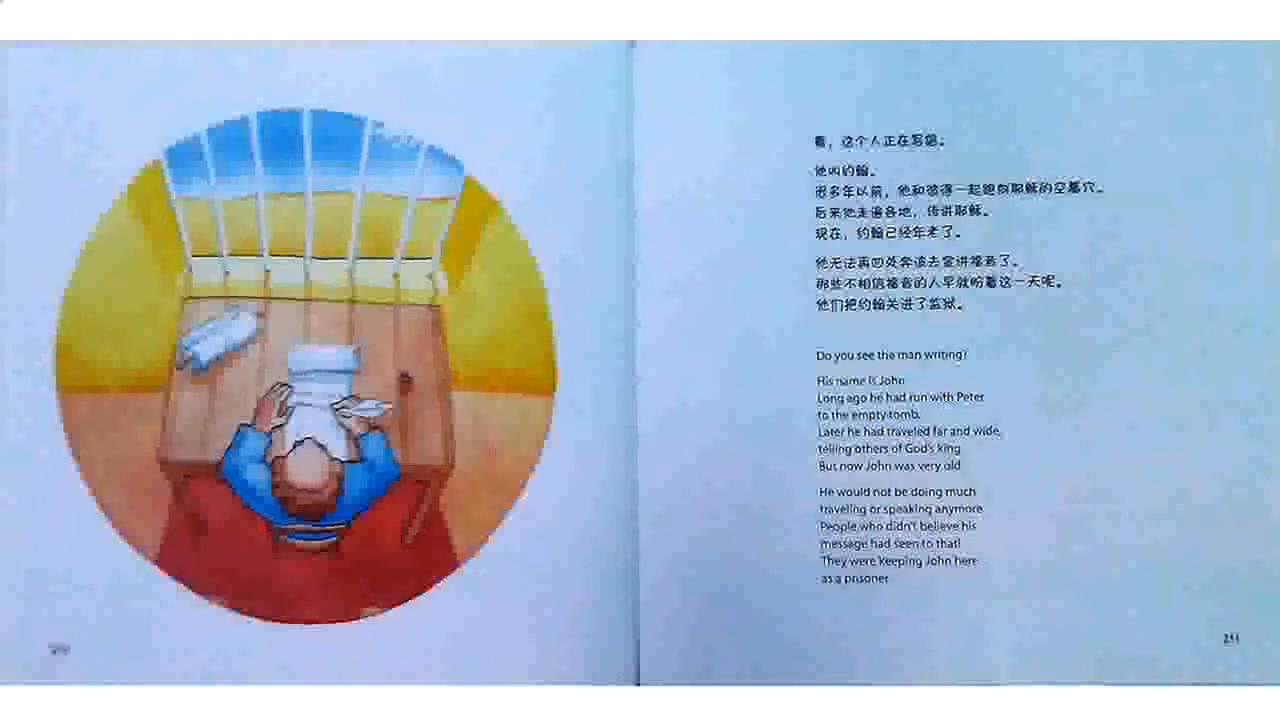 看，这个人正在写信。
他叫约翰。
很多年以前，他和彼得一起跑向耶稣的空墓穴。
后来他走遍各地，传讲耶稣。
现在，约翰已经年老了。
他无法再四处奔波去宣讲福音了。
那些不相信福音的人早就盼着这一天呢。
他们把约翰关进了监狱。
Do you see the man writing?
His name is John.
Long ago he had run with Peter
to the empty tomb.
Later he had traveled far and wide,
telling others of God's king
But now John was very old
He would not be doing much
traveling or speaking anymore
People who didn't believe his
message had seen to that!
They were keeping John here
as a prisoner
211